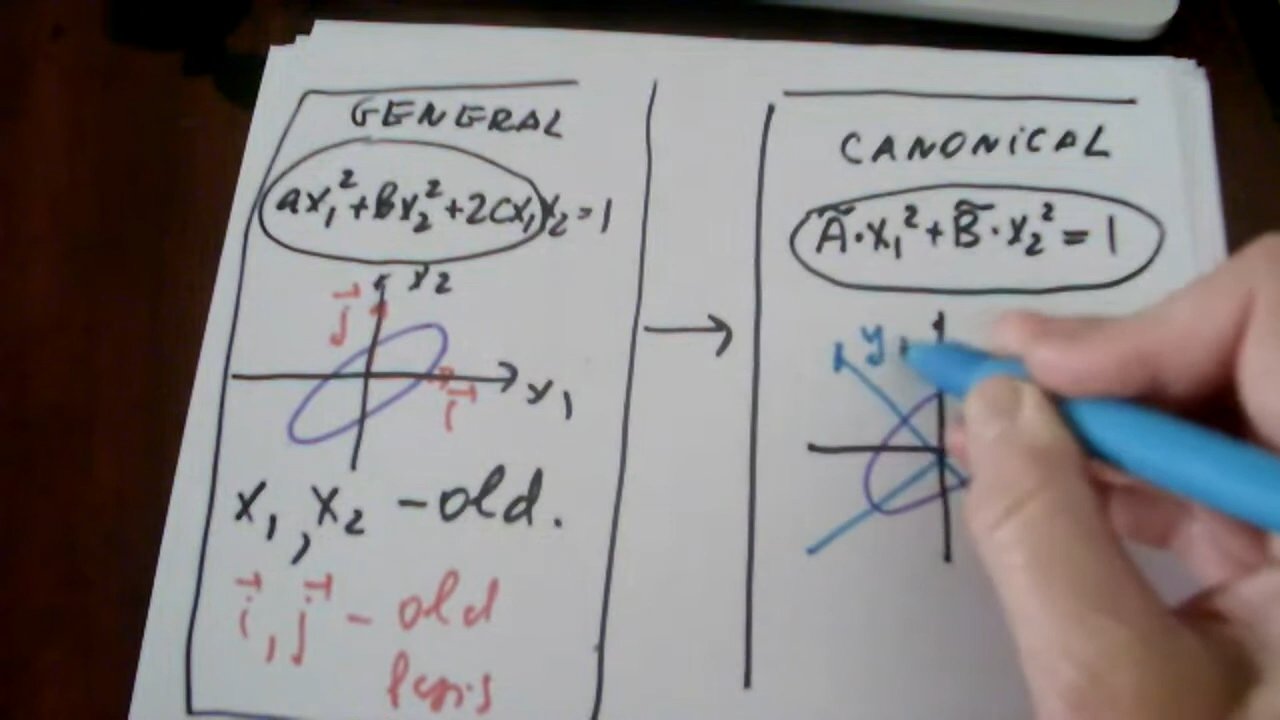 GENERAL
ax₁²+Bx₂²+2Cx₁x₂=1
x₂
j⃗
x₁
i⃗
x₁, x₂ - old.
i⃗, j⃗ - old
CANONiCAL
Ã·x₁²+B̃·x₂²=1
y